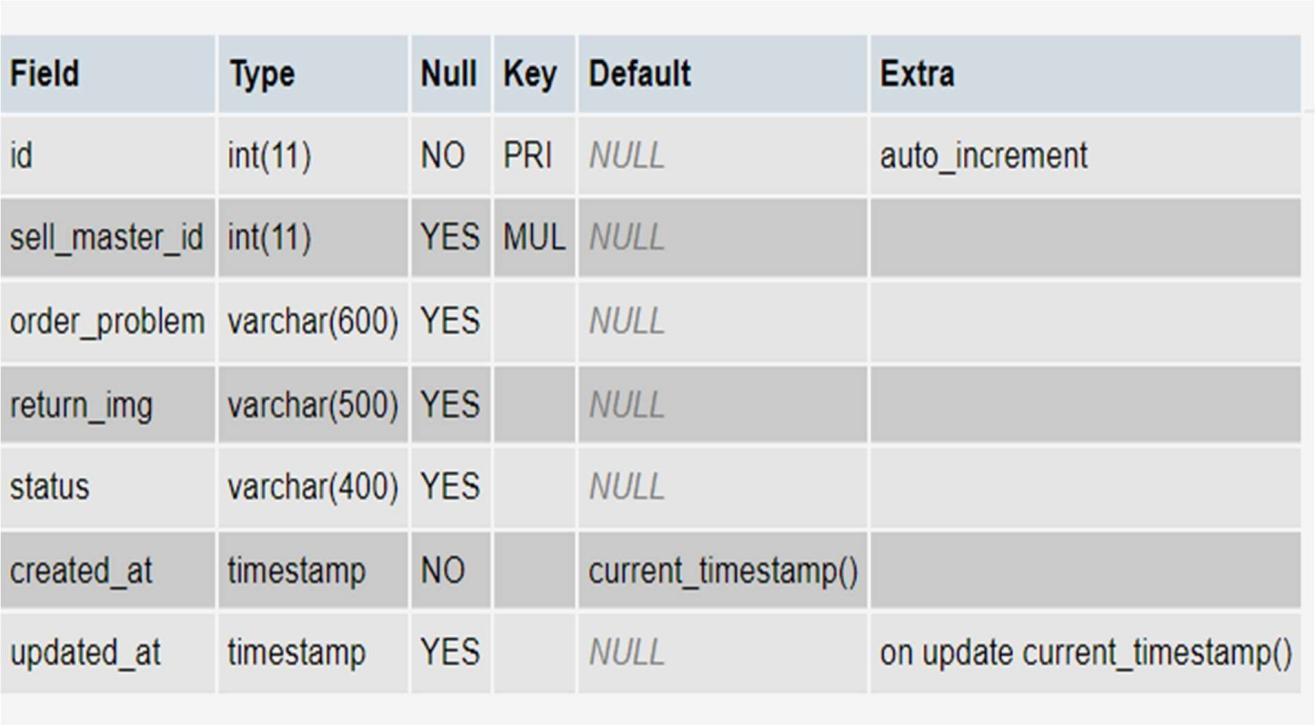 Field Type Null Key Default Extra
id int(11) NO PRI NULL auto_increment
sell_master_id int(11) YES MUL NULL
order_problem varchar(600) YES NULL
return_img varchar(500) YES NULL
status varchar(400) YES NULL
created_at timestamp NO current_timestamp()
updated_at timestamp YES NULL on update current_timestamp()